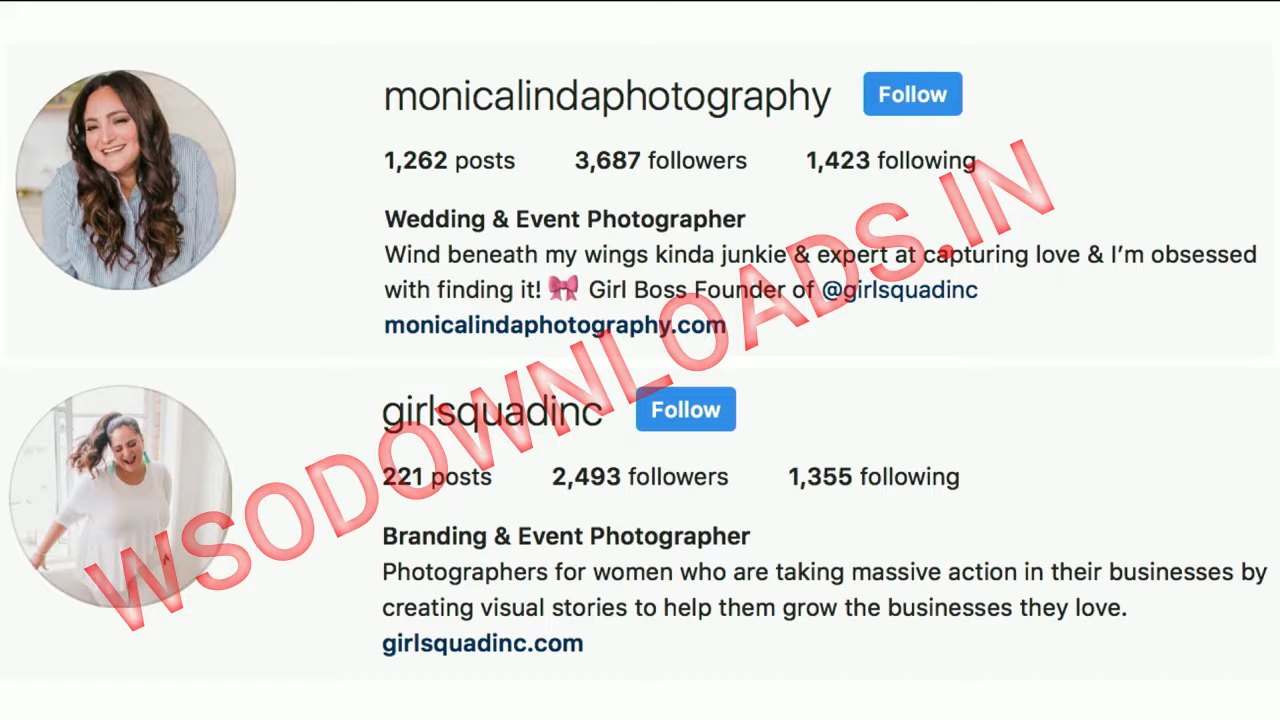 monicalindaphotography Follow
1,262 posts 3,687 followers 1,423 following
Wedding & Event Photographer
Wind beneath my wings kinda junkie & expert at capturing love & I’m obsessed
with finding it! 🎀 Girl Boss Founder of @girlsquadinc
monicalindaphotography.com
girlsquadinc Follow
221 posts 2,493 followers 1,355 following
Branding & Event Photographer
Photographers for women who are taking massive action in their businesses by
creating visual stories to help them grow the businesses they love.
girlsquadinc.com
WSODOWNLOADS.IN